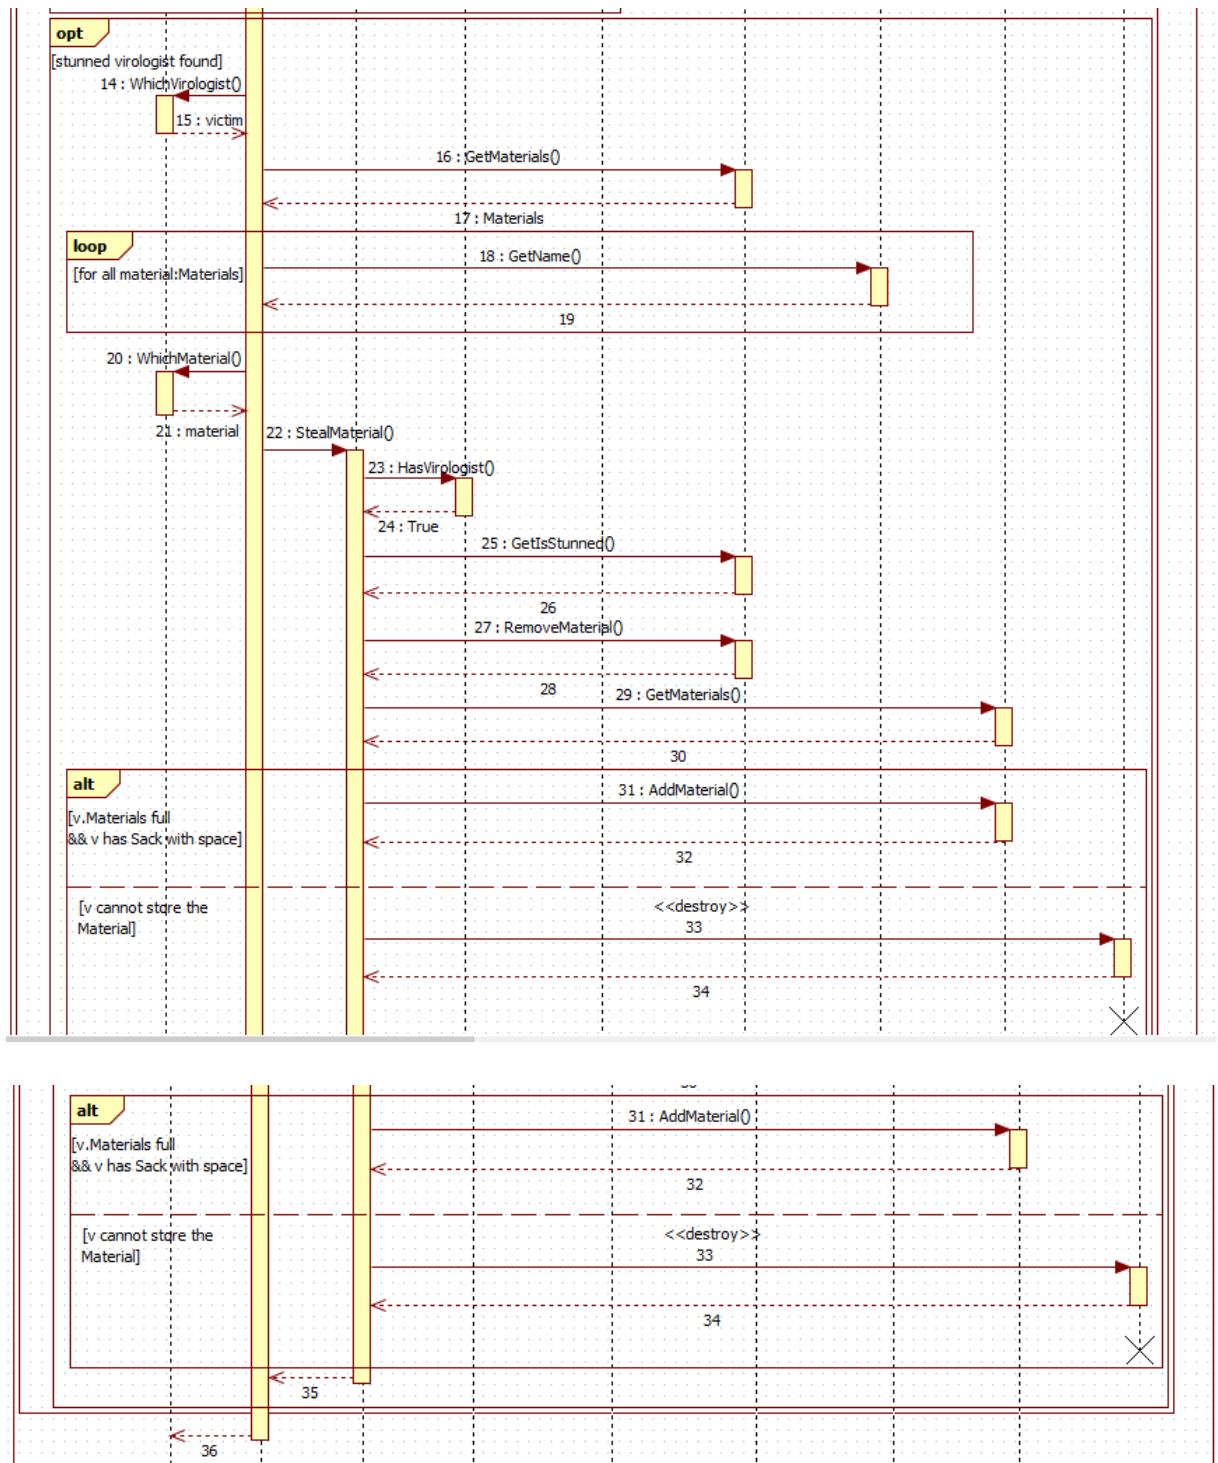 opt
[stunned virologist found]
14 : WhichVirologist()
15 : victim
16 : GetMaterials()
17 : Materials
loop
18 : GetName()
[for all material:Materials]
19
20 : WhichMaterial()
21 : material
22 : StealMaterial()
23 : HasVirologist()
24 : True
25 : GetIsStunned()
26
27 : RemoveMaterial()
28
29 : GetMaterials()
30
alt
31 : AddMaterial()
[v.Materials full
&& v has Sack with space]
32
[v cannot store the
Material]
<<destroy>>
33
34
alt
31 : AddMaterial()
[v.Materials full
&& v has Sack with space]
32
[v cannot store the
Material]
<<destroy>>
33
34
35
36